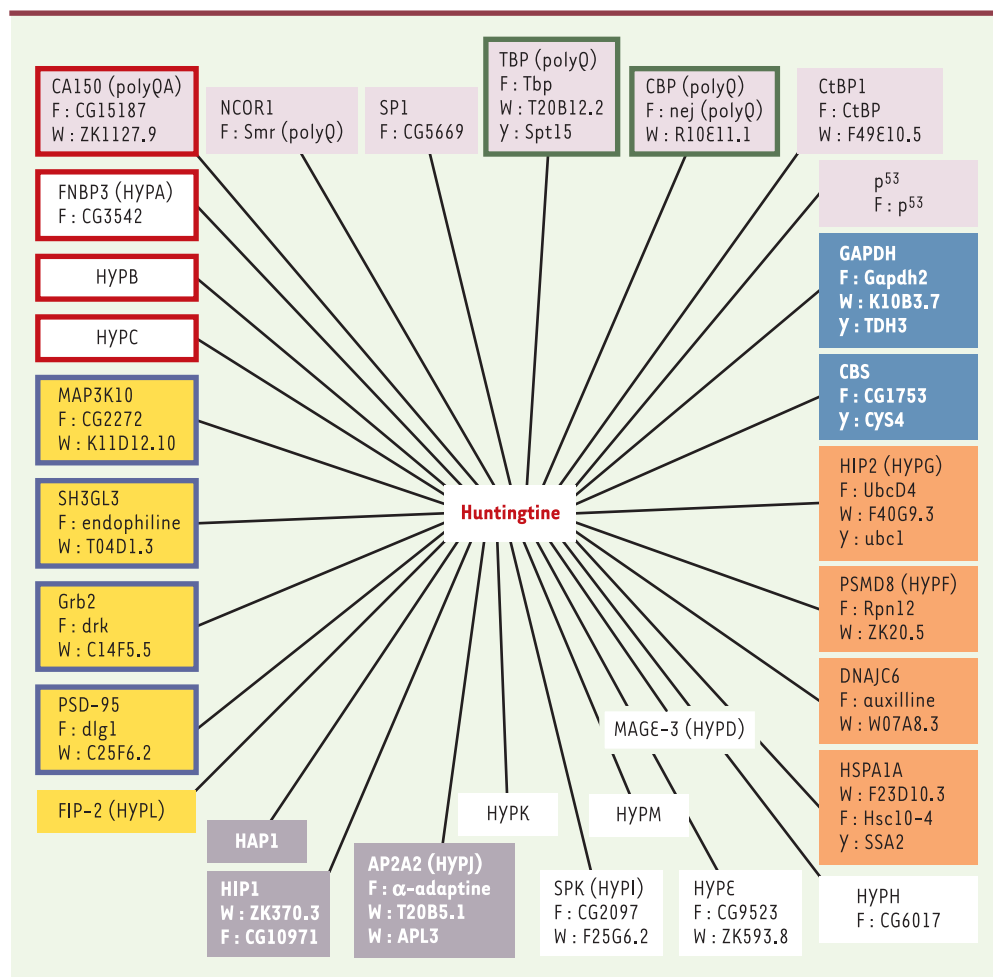 CA150 (polyQA)
F : CG15187
W : ZK1127.9
NCOR1
F : Smr (polyQ)
SP1
F : CG5669
TBP (polyQ)
F : Tbp
W : T20B12.2
Y : Spt15
CBP (polyQ)
F : nej (polyQ)
W : R10E11.1
CtBP1
F : CtBP
W : F49E10.5
p53
F : p53
FNBP3 (HYPA)
F : CG3542
HYPB
HYPC
GAPDH
F : Gapdh2
W : K10B3.7
Y : TDH3
CBS
F : CG1753
Y : CYS4
MAP3K10
F : CG2272
W : K11D12.10
SH3GL3
F : endophiline
W : T04D1.3
Huntingtine
HIP2 (HYPG)
F : UbcD4
W : F40G9.3
Y : ubc1
Grb2
F : drk
W : C14F5.5
PSMD8 (HYPF)
F : Rpn12
W : ZK20.5
PSD-95
F : dlg1
W : C25F6.2
DNAJC6
F : auxilline
W : W07A8.3
MAGE-3 (HYPD)
FIP-2 (HYPL)
HYPK
HYPM
HSPA1A
W : F23D10.3
F : Hsc10-4
Y : SSA2
HAP1
HIP1
W : ZK370.3
F : CG10971
AP2A2 (HYPJ)
F : α-adaptine
W : T20B5.1
W : APL3
SPK (HYPI)
F : CG2097
W : F25G6.2
HYPE
F : CG9523
W : ZK593.8
HYPH
F : CG6017